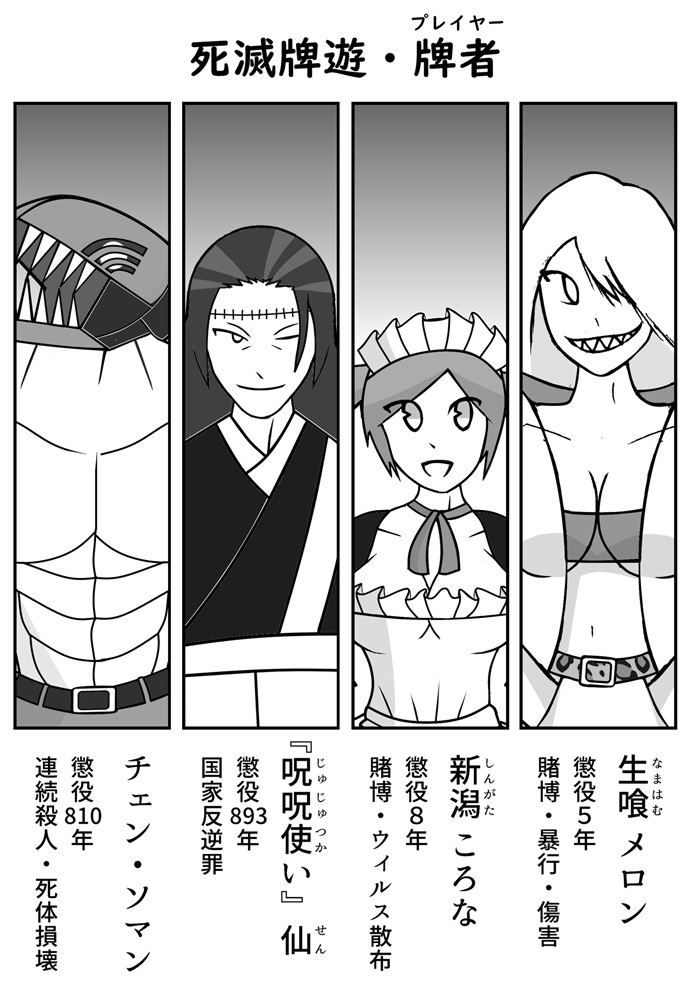 プレイヤー
死滅牌遊・牌者
なまはむ
生喰 メロン
懲役5年
賭博・暴行・傷害
しんがた
新潟 ころな
懲役8年
賭博・ウィルス散布
じゅじゅつか せん
『呪呪使い』 仙
懲役893年
国家反逆罪
チェン・ソマン
懲役810年
連続殺人・死体損壊